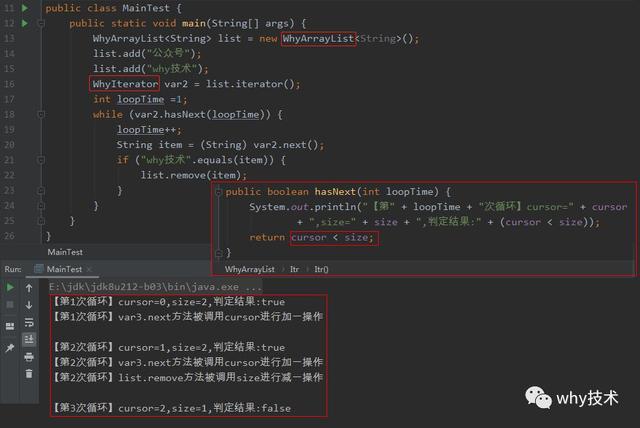 11 public class MainTest {
12 public static void main(String[] args) {
13 WhyArrayList<String> list = new WhyArrayList<String>();
14 list.add("公众号");
15 list.add("why技术");
16 WhyIterator var2 = list.iterator();
17 int loopTime =1;
18 while (var2.hasNext(loopTime)) {
19 loopTime++;
20 String item = (String) var2.next();
21 if ("why技术".equals(item)) {
22 list.remove(item);
23 }
24 }
25 }
26 }
MainTest
public boolean hasNext(int loopTime) {
System.out.println("【第" + loopTime + "次循环】cursor=" + cursor
+ ",size=" + size + ",判定结果:" + (cursor < size));
return cursor < size;
}
WhyArrayList > Itr > Itr()
Run: MainTest ×
E:\jdk\jdk8u212-b03\bin\java.exe ...
【第1次循环】cursor=0,size=2,判定结果:true
【第1次循环】var3.next方法被调用cursor进行加一操作
【第2次循环】cursor=1,size=2,判定结果:true
【第2次循环】var3.next方法被调用cursor进行加一操作
【第2次循环】list.remove方法被调用size进行减一操作
【第3次循环】cursor=2,size=1,判定结果:false
why技术